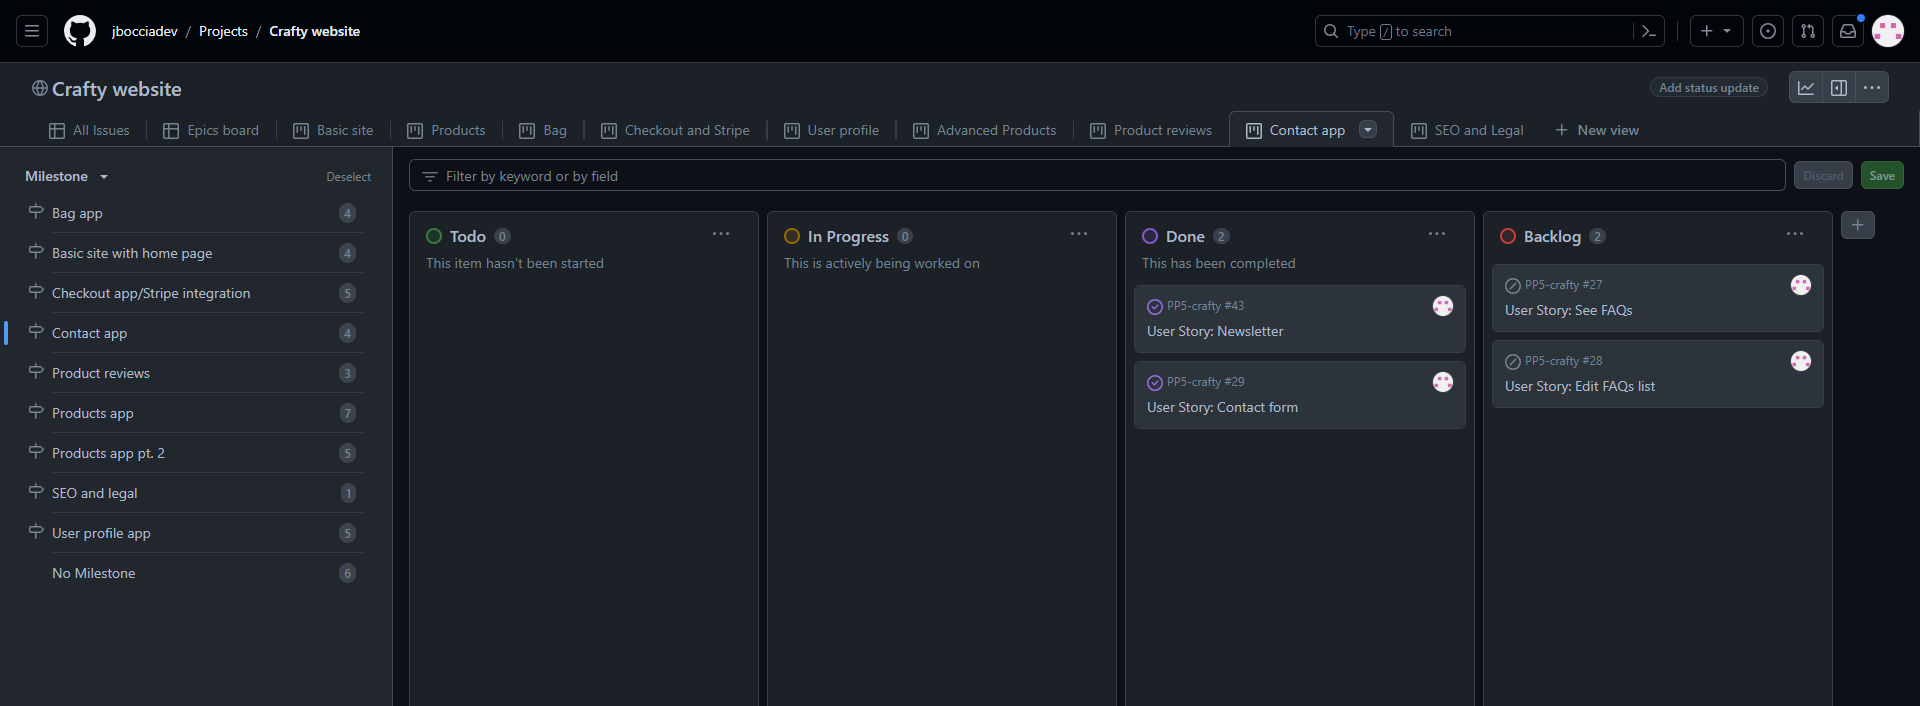 jbocciadev / Projects / Crafty website
Type / to search
Crafty website
Add status update
All Issues
Epics board
Basic site
Products
Bag
Checkout and Stripe
User profile
Advanced Products
Product reviews
Contact app
SEO and Legal
New view
Milestone
Deselect
Bag app 4
Basic site with home page 4
Checkout app/Stripe integration 5
Contact app 4
Product reviews 3
Products app 7
Products app pt. 2 5
SEO and legal 1
User profile app 5
No Milestone 6
Filter by keyword or by field
Discard
Save
Todo 0
This item hasn't been started
In Progress 0
This is actively being worked on
Done 2
This has been completed
PP5-crafty #43
User Story: Newsletter
PP5-crafty #29
User Story: Contact form
Backlog 2
PP5-crafty #27
User Story: See FAQs
PP5-crafty #28
User Story: Edit FAQs list